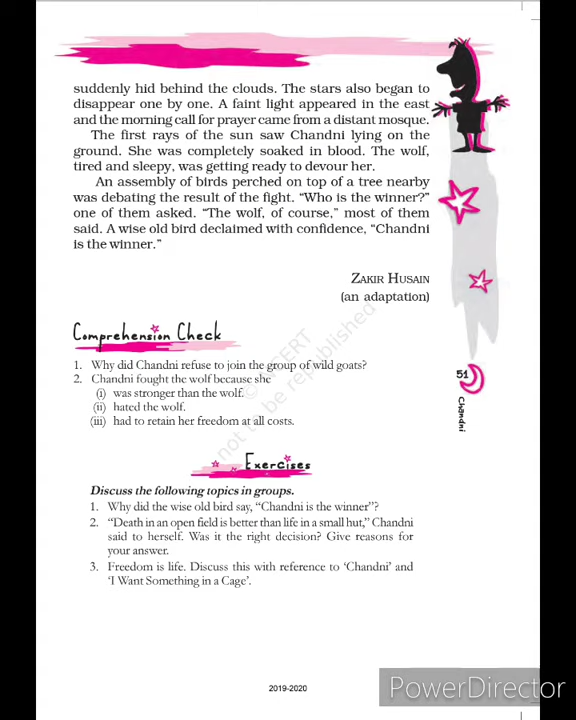 suddenly hid behind the clouds. The stars also began to
disappear one by one. A faint light appeared in the east
and the morning call for prayer came from a distant mosque.
The first rays of the sun saw Chandni lying on the
ground. She was completely soaked in blood. The wolf,
tired and sleepy, was getting ready to devour her.
An assembly of birds perched on top of a tree nearby
was debating the result of the fight. “Who is the winner?”
one of them asked. “The wolf, of course,” most of them
said. A wise old bird declaimed with confidence, “Chandni
is the winner.”
ZAKIR HUSAIN
(an adaptation)
Comprehension Check
1. Why did Chandni refuse to join the group of wild goats?
2. Chandni fought the wolf because she
(i) was stronger than the wolf.
(ii) hated the wolf.
(iii) had to retain her freedom at all costs.
51
Chandni
Exercises
Discuss the following topics in groups.
1. Why did the wise old bird say, “Chandni is the winner”?
2. “Death in an open field is better than life in a small hut,” Chandni
said to herself. Was it the right decision? Give reasons for
your answer.
3. Freedom is life. Discuss this with reference to ‘Chandni’ and
‘I Want Something in a Cage’.
© NCERT
not to be republished
2019-2020
PowerDirector